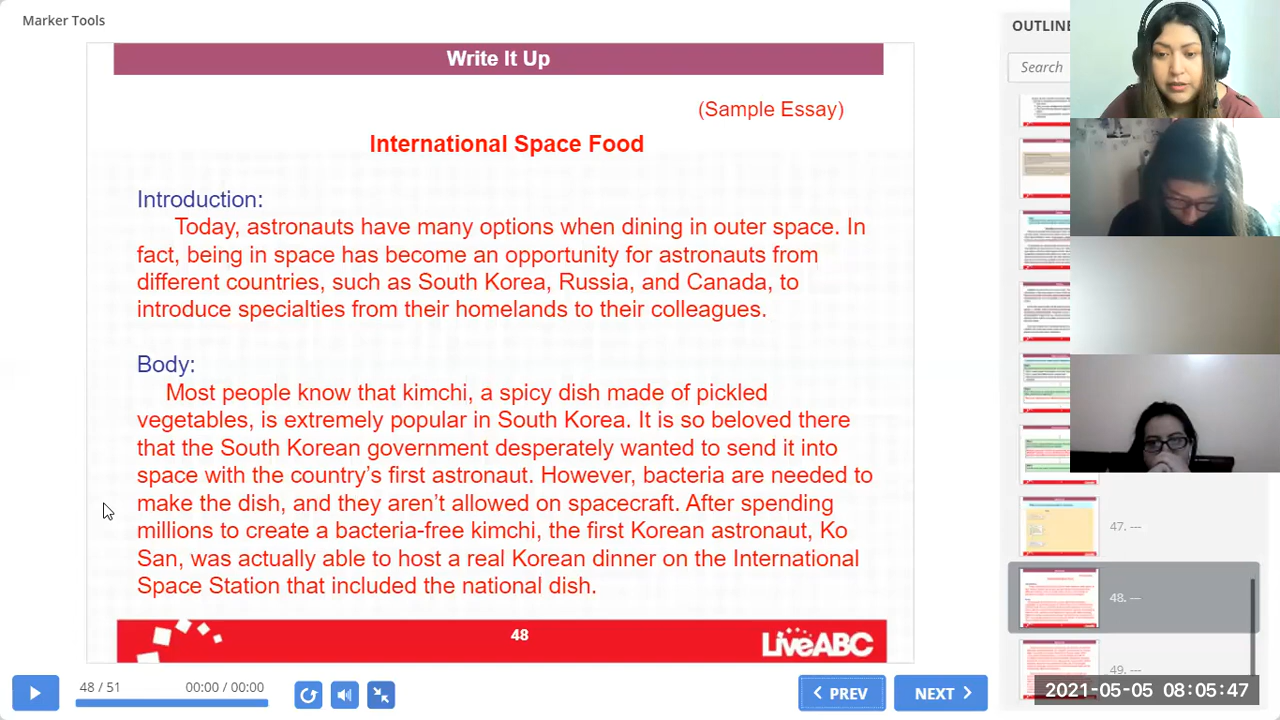 Marker Tools
Write It Up
(Sample Essay)
International Space Food
Introduction:
Today, astronauts have many options when dining in outer space. In
fact, being in space has become an opportunity for astronauts from
different countries, such as South Korea, Russia, and Canada, to
introduce specialties from their homelands to their colleagues.
Body:
Most people know that kimchi, a spicy dish made of pickled
vegetables, is extremely popular in South Korea. It is so beloved there
that the South Korean government desperately wanted to send it into
space with the country's first astronaut. However, bacteria are needed to
make the dish, and they aren't allowed on spacecraft. After spending
millions to create a bacteria-free kimchi, the first Korean astronaut, Ko
San, was actually able to host a real Korean dinner on the International
Space Station that included the national dish.
48
LiveABC
48 / 51
00:00 / 00:00
PREV
NEXT
OUTLINE
Search
47. ---
48. ---
49. ---
2021-05-05 08:05:47